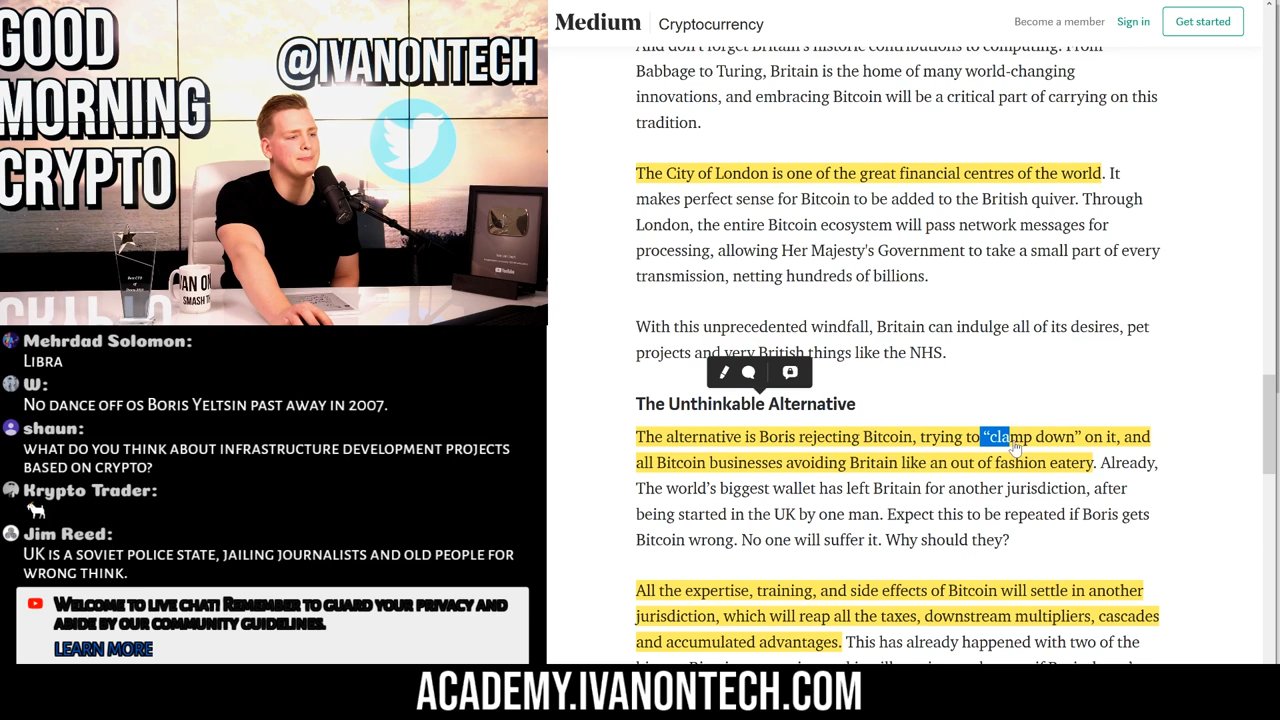 GOOD
MORNING
CRYPTO
@IVANONTECH
Mehrdad Solomon:
Libra
W:
No dance off os Boris Yeltsin past away in 2007.
shaun:
what do you think about infrastructure development projects
based on crypto?
Krypto Trader:
Jim Reed:
UK is a Soviet police state, jailing journalists and old people for
wrong think.
Welcome to live chat! Remember to guard your privacy and
abide by our community guidelines.
LEARN MORE
Medium
Cryptocurrency
Become a member
Sign in
Get started
And don't forget Britain's historic contributions to computing. From
Babbage to Turing, Britain is the home of many world-changing
innovations, and embracing Bitcoin will be a critical part of carrying on this
tradition.
The City of London is one of the great financial centres of the world. It
makes perfect sense for Bitcoin to be added to the British quiver. Through
London, the entire Bitcoin ecosystem will pass network messages for
processing, allowing Her Majesty's Government to take a small part of every
transmission, netting hundreds of billions.
With this unprecedented windfall, Britain can indulge all of its desires, pet
projects and very British things like the NHS.
The Unthinkable Alternative
The alternative is Boris rejecting Bitcoin, trying to “clamp down” on it, and
all Bitcoin businesses avoiding Britain like an out of fashion eatery. Already,
The world’s biggest wallet has left Britain for another jurisdiction, after
being started in the UK by one man. Expect this to be repeated if Boris gets
Bitcoin wrong. No one will suffer it. Why should they?
All the expertise, training, and side effects of Bitcoin will settle in another
jurisdiction, which will reap all the taxes, downstream multipliers, cascades
and accumulated advantages. This has already happened with two of the
ACADEMY.IVANONTECH.COM